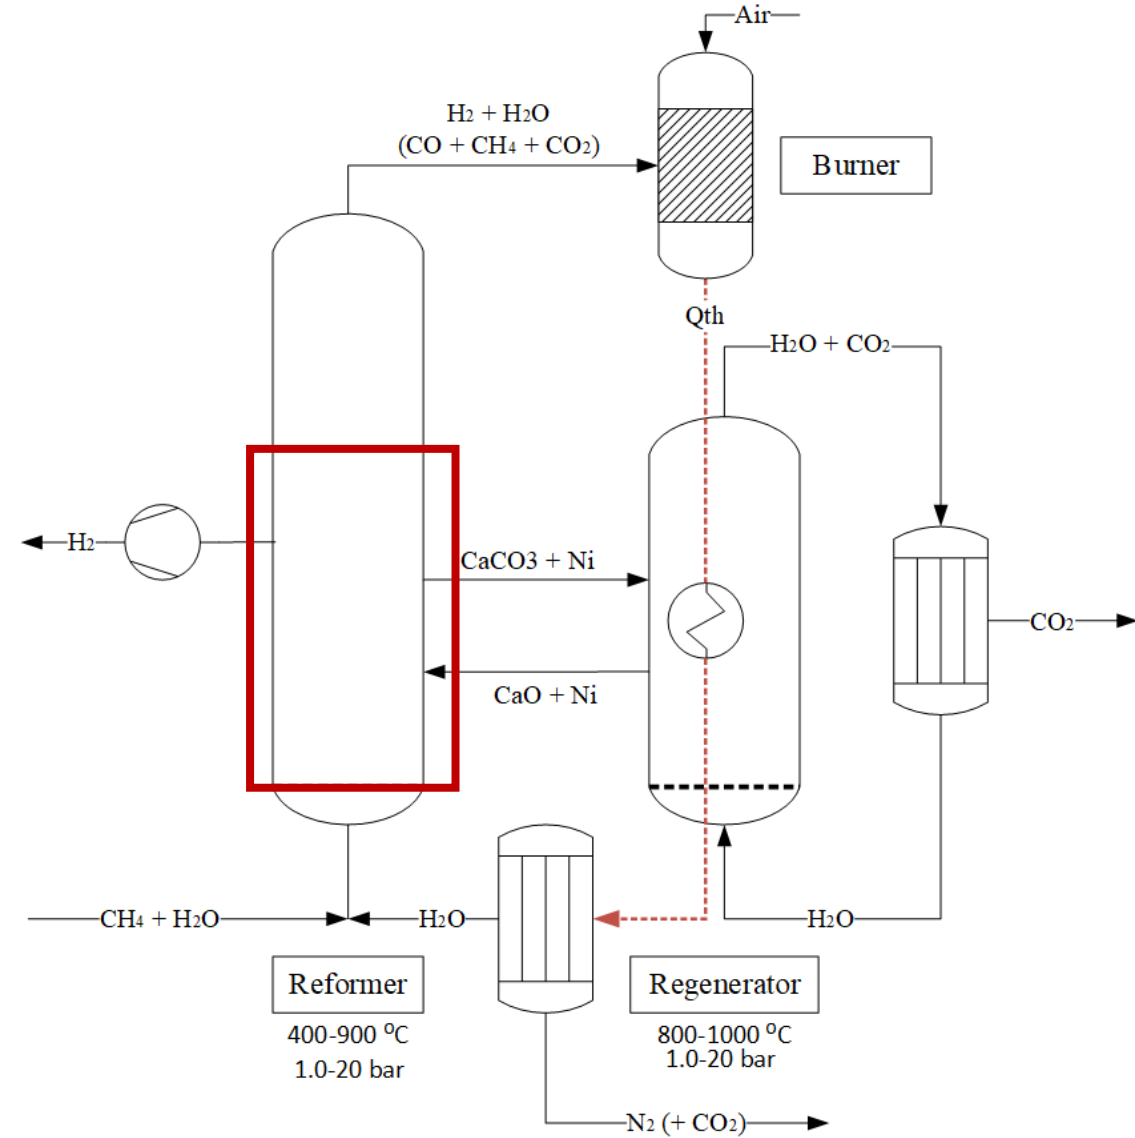 Air
H2 + H2O
(CO + CH4 + CO2)
Burner
Qth
H2O + CO2
H2
CaCO3 + Ni
CO2
CaO + Ni
CH4 + H2O
H2O
H2O
Reformer
Regenerator
400-900 °C
1.0-20 bar
800-1000 °C
1.0-20 bar
N2 (+ CO2)